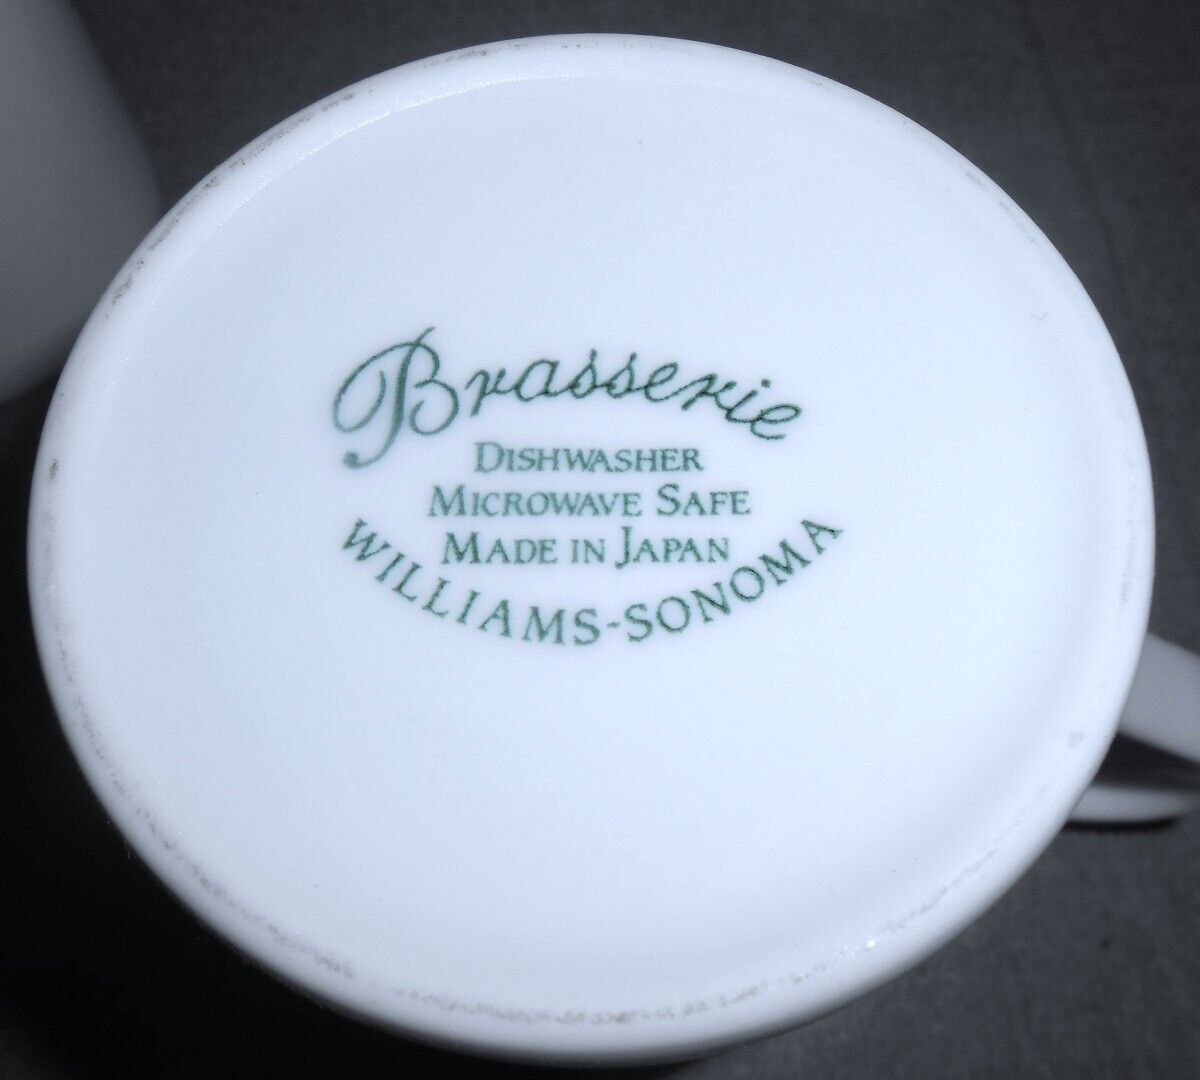 Brasserie
DISHWASHER
MICROWAVE SAFE
MADE IN JAPAN
WILLIAMS-SONOMA